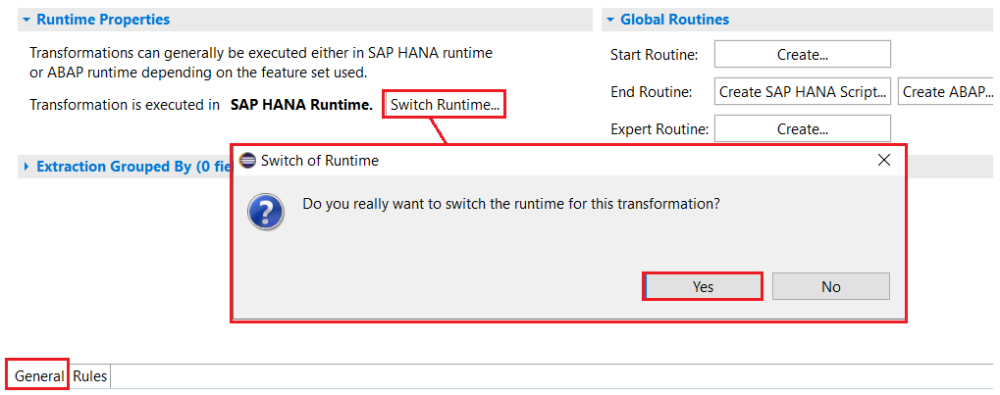 Runtime Properties
Transformations can generally be executed either in SAP HANA runtime
or ABAP runtime depending on the feature set used.
Transformation is executed in SAP HANA Runtime. Switch Runtime...
Global Routines
Start Routine: Create...
End Routine: Create SAP HANA Script... Create ABAP...
Expert Routine: Create...
Extraction Grouped By (0 fie
Switch of Runtime
Do you really want to switch the runtime for this transformation?
Yes No
General Rules